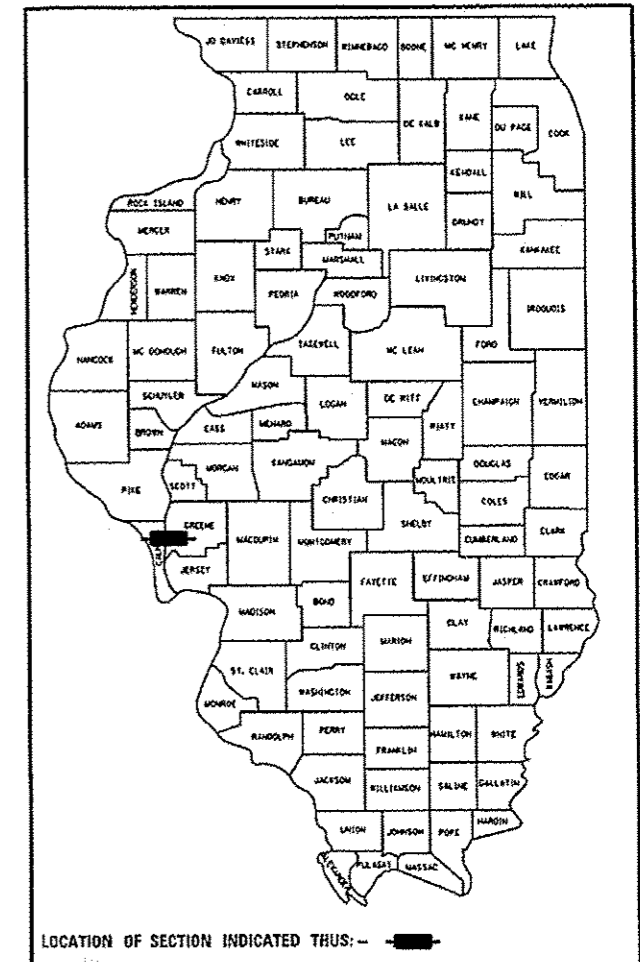 JO DAVIESS STEPHENSON WINNEBAGO BOONE MC HENRY LAKE
CARROLL OGLE DE KALB KANE DU PAGE COOK
WHITESIDE LEE
KENDALL
ROCK ISLAND HENRY BUREAU LA SALLE GRUNDY WILL
MERCER PUTNAM
STARK MARSHALL KANKAKEE
HENDERSON WARREN KNOX PEORIA WOODFORD LIVINGSTON IROQUOIS
HANCOCK MC DONOUGH FULTON TAZEWELL MC LEAN FORD
MASON
SCHUYLER LOGAN DE WITT CHAMPAIGN VERMILION
ADAMS BROWN CASS MENARD MACON PIATT
MORGAN SANGAMON DOUGLAS EDGAR
PIKE SCOTT CHRISTIAN MOULTRIE COLES
GREENE MACOUPIN MONTGOMERY SHELBY CUMBERLAND CLARK
JERSEY FAYETTE EFFINGHAM JASPER CRAWFORD
MADISON BOND
CLINTON MARION CLAY RICHLAND LAWRENCE
ST. CLAIR WASHINGTON JEFFERSON WAYNE EDWARDS WABASH
MONROE
RANDOLPH PERRY FRANKLIN HAMILTON WHITE
JACKSON WILLIAMSON SALINE GALLATIN
UNION JOHNSON POPE HARDIN
ALEXANDER PULASKI MASSAC
LOCATION OF SECTION INDICATED THUS:-